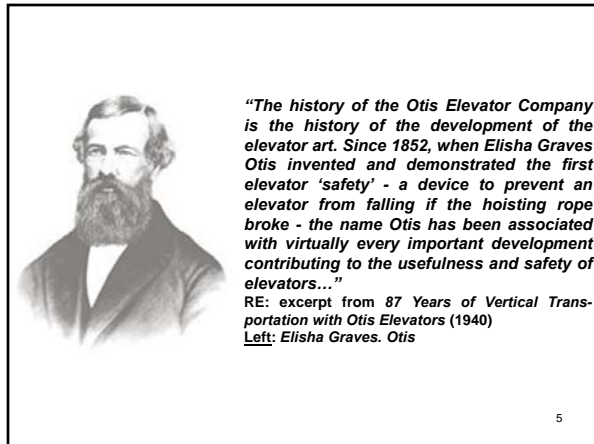 “The history of the Otis Elevator Company
is the history of the development of the
elevator art. Since 1852, when Elisha Graves
Otis invented and demonstrated the first
elevator ‘safety’ - a device to prevent an
elevator from falling if the hoisting rope
broke - the name Otis has been associated
with virtually every important development
contributing to the usefulness and safety of
elevators…”
RE: excerpt from 87 Years of Vertical Trans-
portation with Otis Elevators (1940)
Left: Elisha Graves. Otis
5